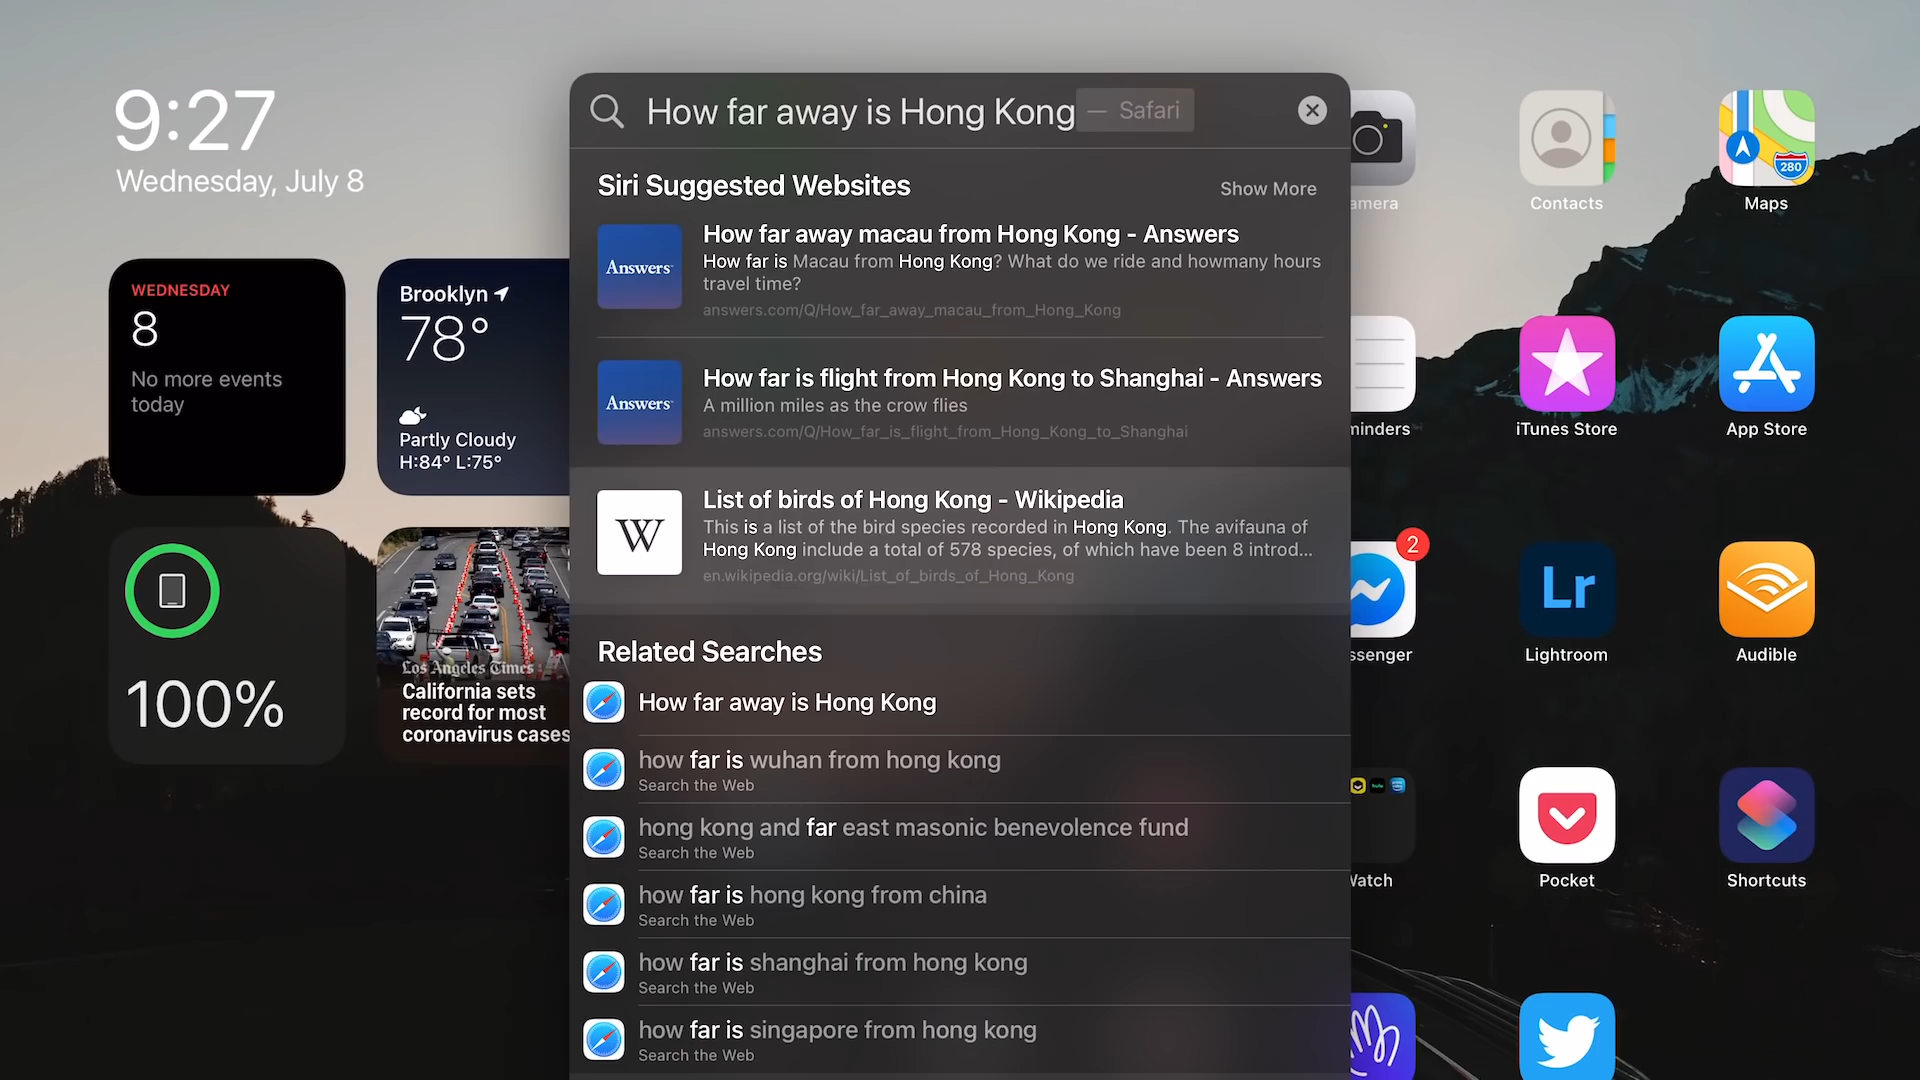 9:27
Wednesday, July 8
WEDNESDAY
8
No more events
today
Brooklyn
78°
Partly Cloudy
H:84° L:75°
100%
Los Angeles Times
California sets
record for most
coronavirus cases
How far away is Hong Kong — Safari
Siri Suggested Websites
Show More
Answers
How far away macau from Hong Kong - Answers
How far is Macau from Hong Kong? What do we ride and howmany hours
travel time?
answers.com/Q/How_far_away_macau_from_Hong_Kong
Answers
How far is flight from Hong Kong to Shanghai - Answers
A million miles as the crow flies
answers.com/Q/How_far_is_flight_from_Hong_Kong_to_Shanghai
W
List of birds of Hong Kong - Wikipedia
This is a list of the bird species recorded in Hong Kong. The avifauna of
Hong Kong include a total of 578 species, of which have been 8 introd...
en.wikipedia.org/wiki/List_of_birds_of_Hong_Kong
Related Searches
How far away is Hong Kong
how far is wuhan from hong kong
Search the Web
hong kong and far east masonic benevolence fund
Search the Web
how far is hong kong from china
Search the Web
how far is shanghai from hong kong
Search the Web
how far is singapore from hong kong
Search the Web
amera
Contacts
280
Maps
minders
iTunes Store
App Store
2
ssenger
Lr
Lightroom
Audible
hulu
Watch
Pocket
Shortcuts